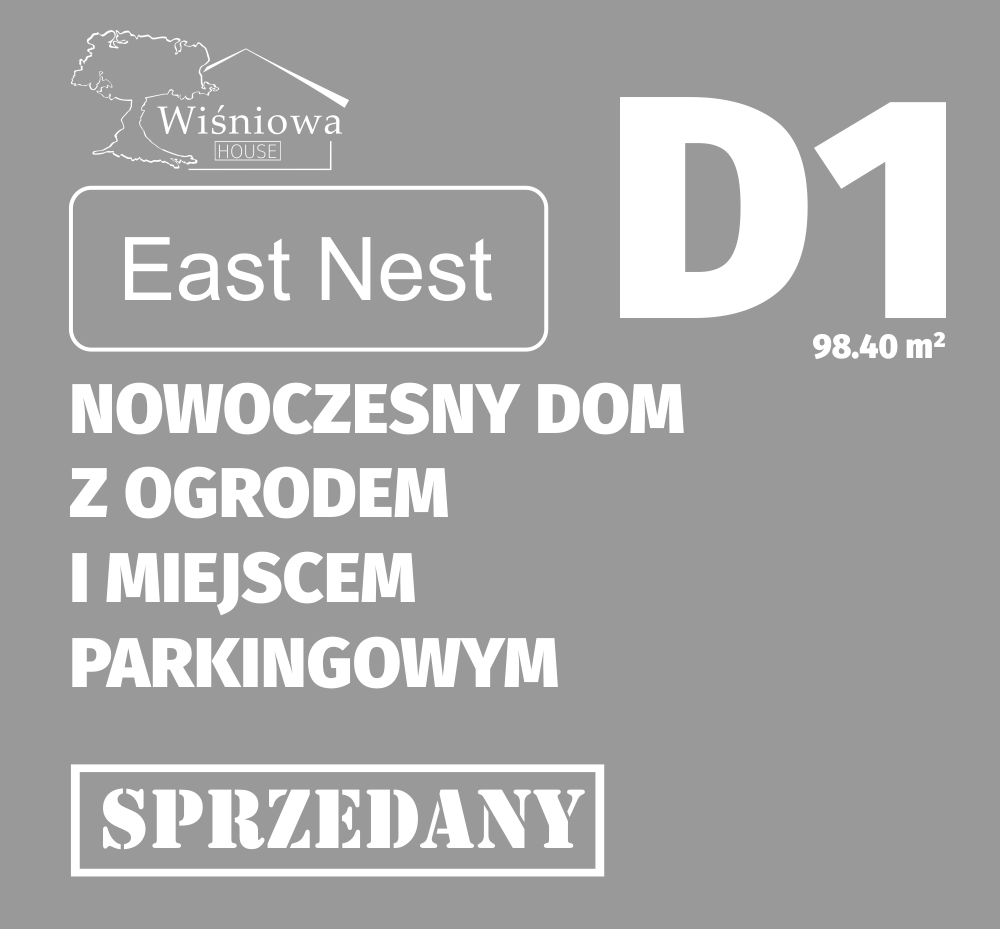 Wiśniowa
HOUSE
East Nest
D1
98.40 m²
NOWOCZESNY DOM
Z OGRODEM
I MIEJSCEM
PARKINGOWYM
SPRZEDANY